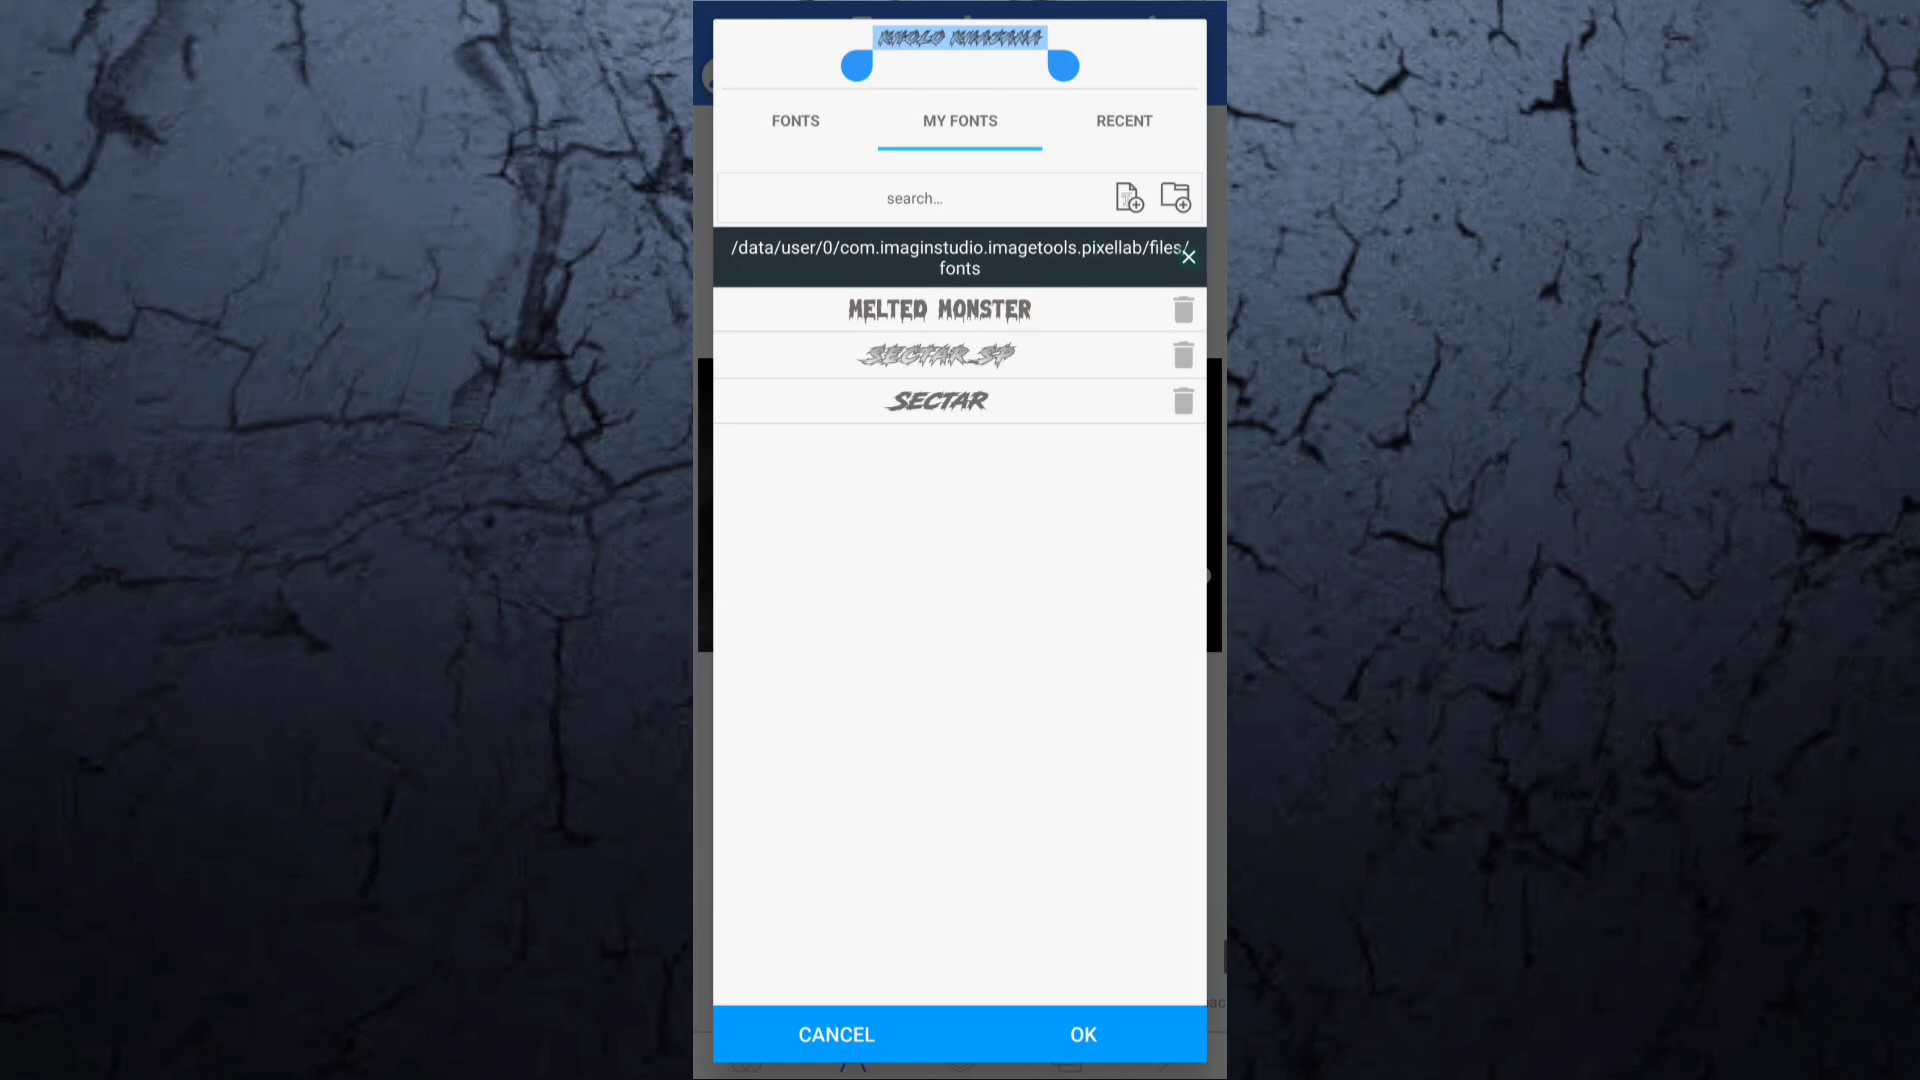 FONTS
MY FONTS
RECENT
search...
/data/user/0/com.imaginstudio.imagetools.pixellab/files/
fonts
MELTED MONSTER
SECTAR_SP
SECTAR
CANCEL
OK